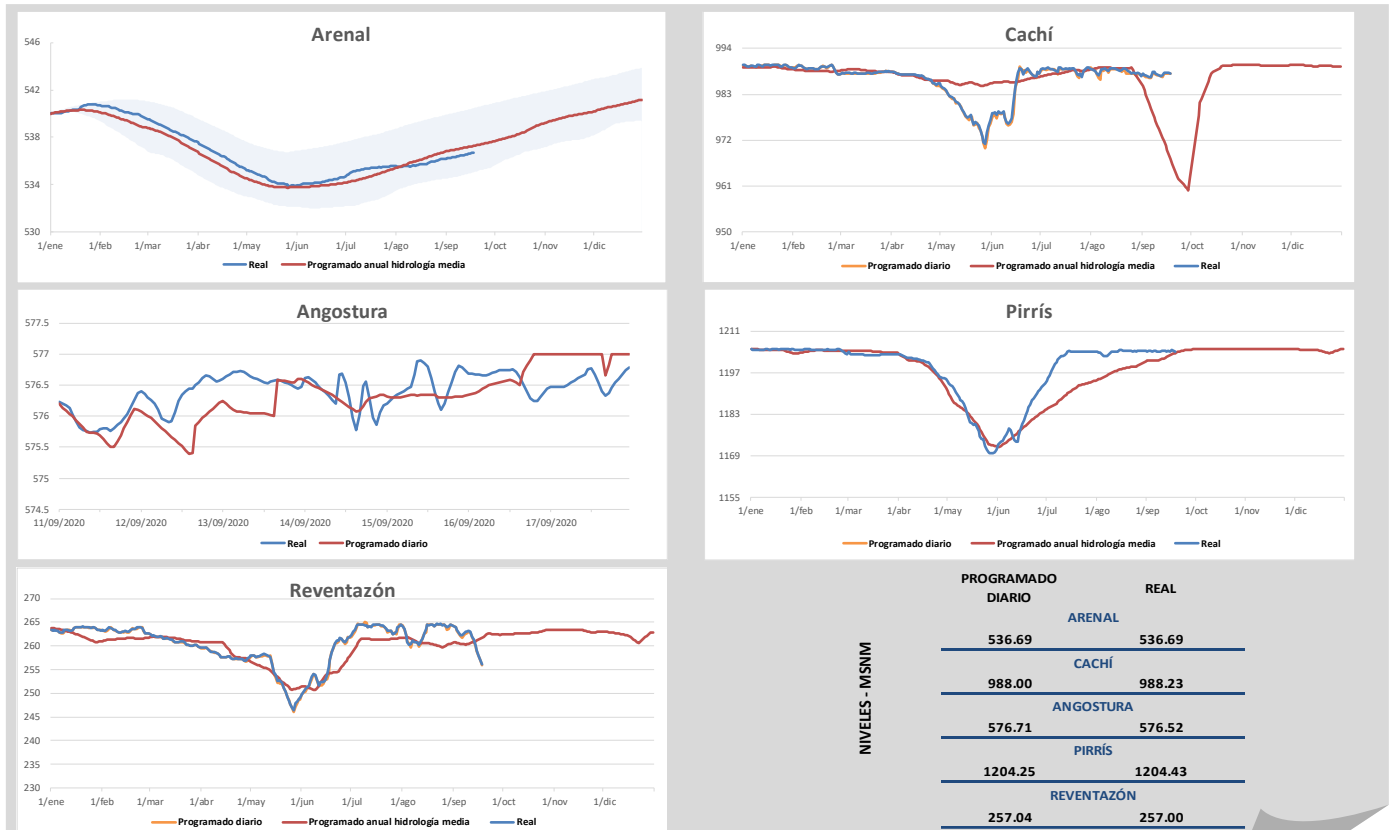 Arenal
546
542
538
534
530
1/ene 1/feb 1/mar 1/abr 1/may 1/jun 1/jul 1/ago 1/sep 1/oct 1/nov 1/dic
Real Programado anual hidrología media
Cachí
994
983
972
961
950
1/ene 1/feb 1/mar 1/abr 1/may 1/jun 1/jul 1/ago 1/sep 1/oct 1/nov 1/dic
Programado diario Programado anual hidrología media Real
Angostura
577.5
577
576.5
576
575.5
575
574.5
11/09/2020 12/09/2020 13/09/2020 14/09/2020 15/09/2020 16/09/2020 17/09/2020
Real Programado diario
Pirrís
1211
1197
1183
1169
1155
1/ene 1/feb 1/mar 1/abr 1/may 1/jun 1/jul 1/ago 1/sep 1/oct 1/nov 1/dic
Programado diario Programado anual hidrología media Real
Reventazón
270
265
260
255
250
245
240
235
230
1/ene 1/feb 1/mar 1/abr 1/may 1/jun 1/jul 1/ago 1/sep 1/oct 1/nov 1/dic
Programado diario Programado anual hidrología media Real
NIVELES - MSNM
PROGRAMADO
DIARIO REAL
ARENAL
536.69 536.69
CACHÍ
988.00 988.23
ANGOSTURA
576.71 576.52
PIRRÍS
1204.25 1204.43
REVENTAZÓN
257.04 257.00